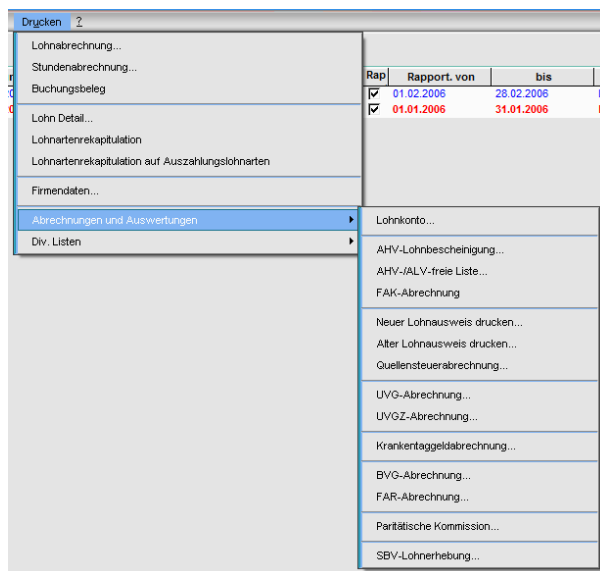 Drucken ?
Lohnabrechnung...
Stundenabrechnung...
Buchungsbeleg
Lohn Detail...
Lohnartenrekapitulation
Lohnartenrekapitulation auf Auszahlungslohnarten
Firmendaten...
Abrechnungen und Auswertungen
Div. Listen
Rap Rapport. von bis
01.02.2006 28.02.2006
01.01.2006 31.01.2006
Lohnkonto...
AHV-Lohnbescheinigung...
AHV-/ALV-freie Liste...
FAK-Abrechnung
Neuer Lohnausweis drucken...
Alter Lohnausweis drucken...
Quellensteuerabrechnung...
UVG-Abrechnung...
UVGZ-Abrechnung...
Krankentaggeldabrechnung...
BVG-Abrechnung...
FAR-Abrechnung...
Paritätische Kommission...
SBV-Lohnerhebung...